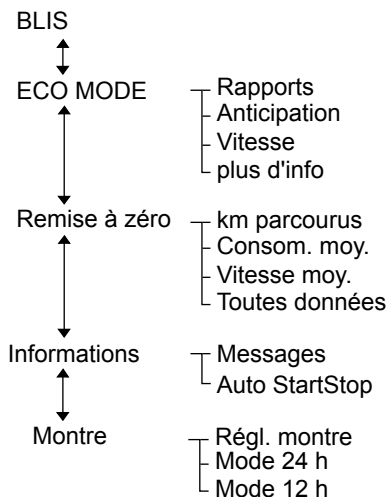 BLIS
ECO MODE
Rapports
Anticipation
Vitesse
plus d'info
Remise à zéro
km parcourus
Consom. moy.
Vitesse moy.
Toutes données
Informations
Messages
Auto StartStop
Montre
Régl. montre
Mode 24 h
Mode 12 h